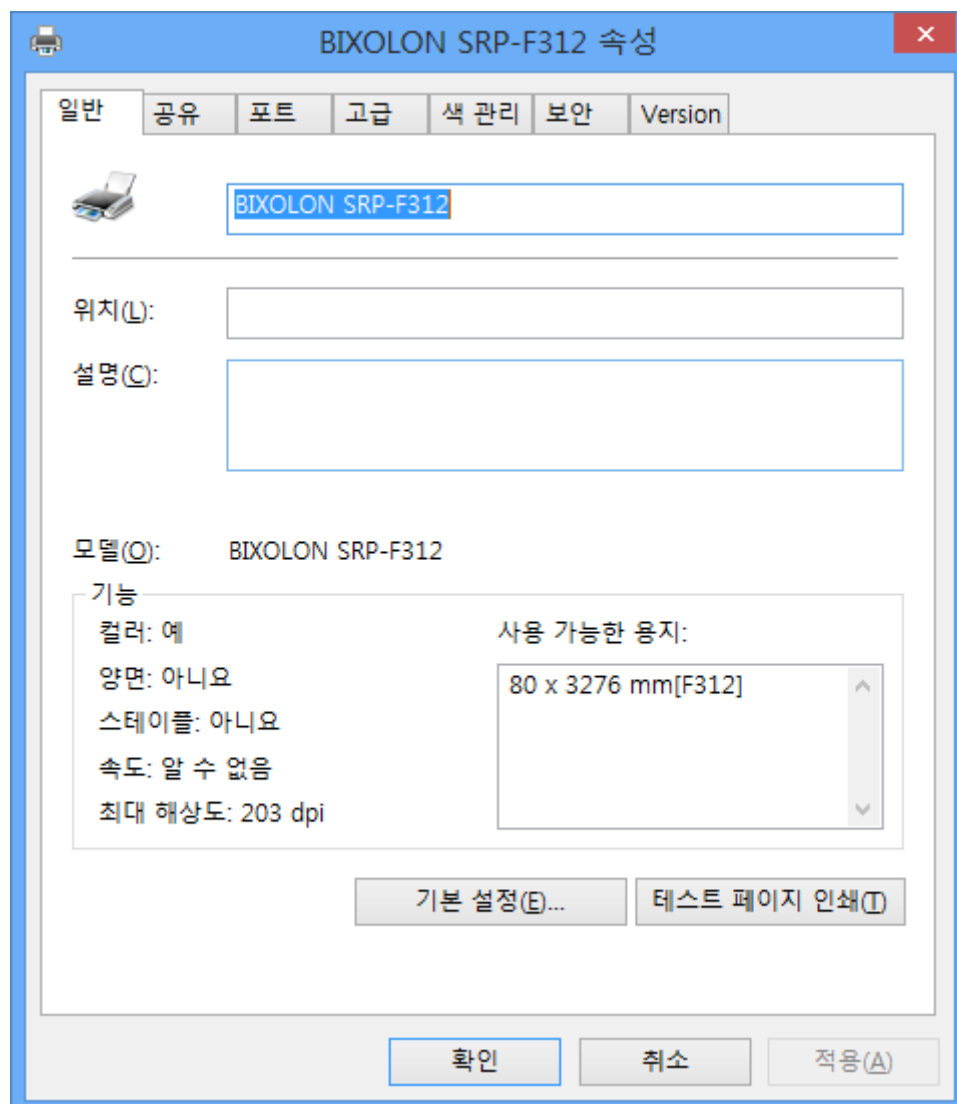 BIXOLON SRP-F312 속성
일반 공유 포트 고급 색 관리 보안 Version
BIXOLON SRP-F312
위치(L):
설명(C):
모델(O): BIXOLON SRP-F312
기능
컬러: 예
사용 가능한 용지:
양면: 아니요
80 x 3276 mm[F312]
스테이플: 아니요
속도: 알 수 없음
최대 해상도: 203 dpi
기본 설정(E)... 테스트 페이지 인쇄(T)
확인 취소 적용(A)